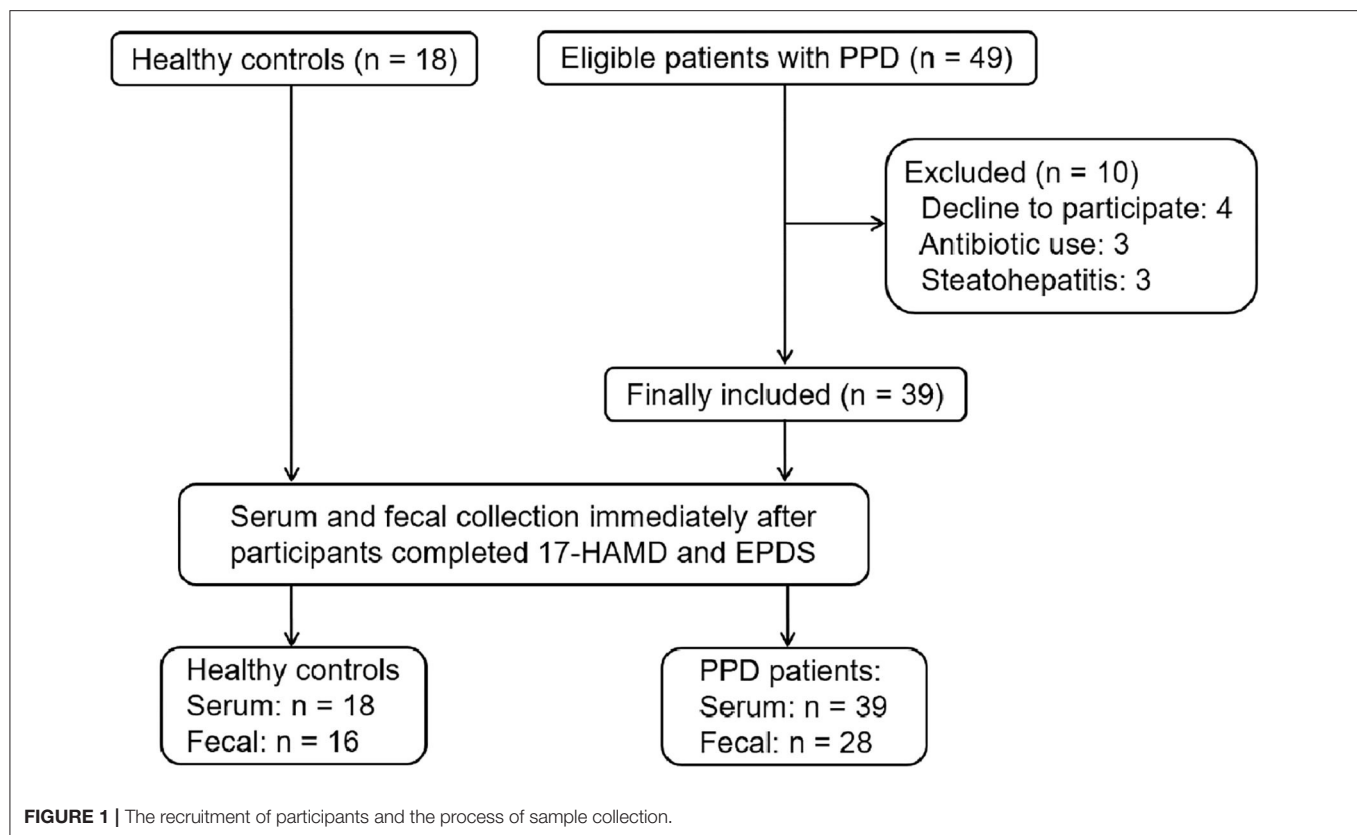 Healthy controls (n = 18)
Eligible patients with PPD (n = 49)
Excluded (n = 10)
Decline to participate: 4
Antibiotic use: 3
Steatohepatitis: 3
Finally included (n = 39)
Serum and fecal collection immediately after
participants completed 17-HAMD and EPDS
Healthy controls
Serum: n = 18
Fecal: n = 16
PPD patients:
Serum: n = 39
Fecal: n = 28
FIGURE 1 | The recruitment of participants and the process of sample collection.